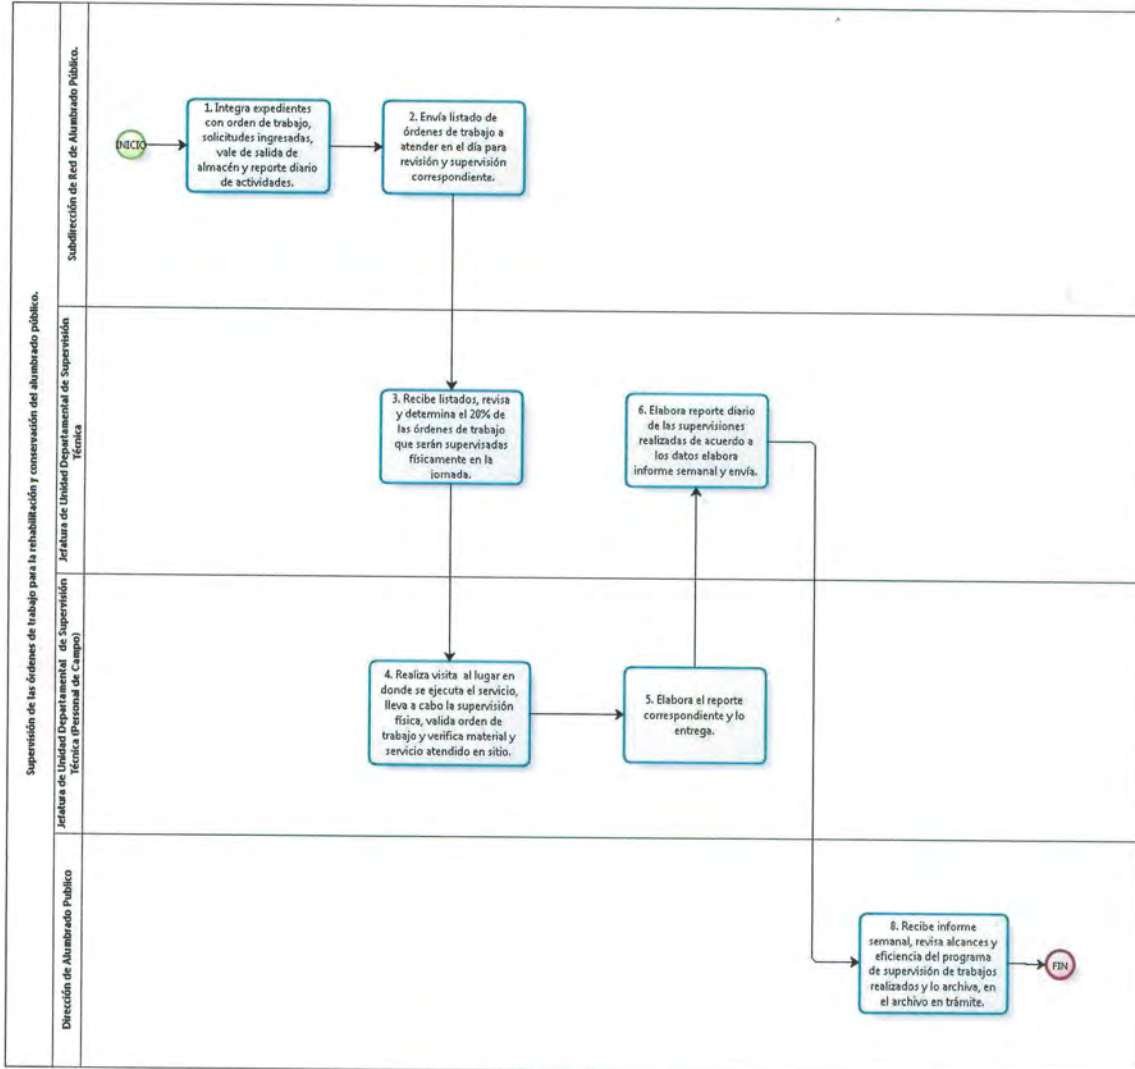 Supervisión de las órdenes de trabajo para la rehabilitación y conservación del alumbrado público.
Subdirección de Red de Alumbrado Público.
INICIO
1. Integra expedientes
con orden de trabajo,
solicitudes ingresadas,
vale de salida de
almacén y reporte diario
de actividades.
2. Envía listado de
órdenes de trabajo a
atender en el día para
revisión y supervisión
correspondiente.
Jefatura de Unidad Departamental de Supervisión
Técnica
3. Recibe listados, revisa
y determina el 20% de
las órdenes de trabajo
que serán supervisadas
físicamente en la
jornada.
6. Elabora reporte diario
de las supervisiones
realizadas de acuerdo a
los datos elabora
informe semanal y envía.
Jefatura de Unidad Departamental de Supervisión
Técnica (Personal de Campo)
4. Realiza visita al lugar en
donde se ejecuta el servicio,
lleva a cabo la supervisión
física, valida orden de
trabajo y verifica material y
servicio atendido en sitio.
5. Elabora el reporte
correspondiente y lo
entrega.
Dirección de Alumbrado Publico
8. Recibe informe
semanal, revisa alcances y
eficiencia del programa
de supervisión de trabajos
realizados y lo archiva, en
el archivo en trámite.
FIN